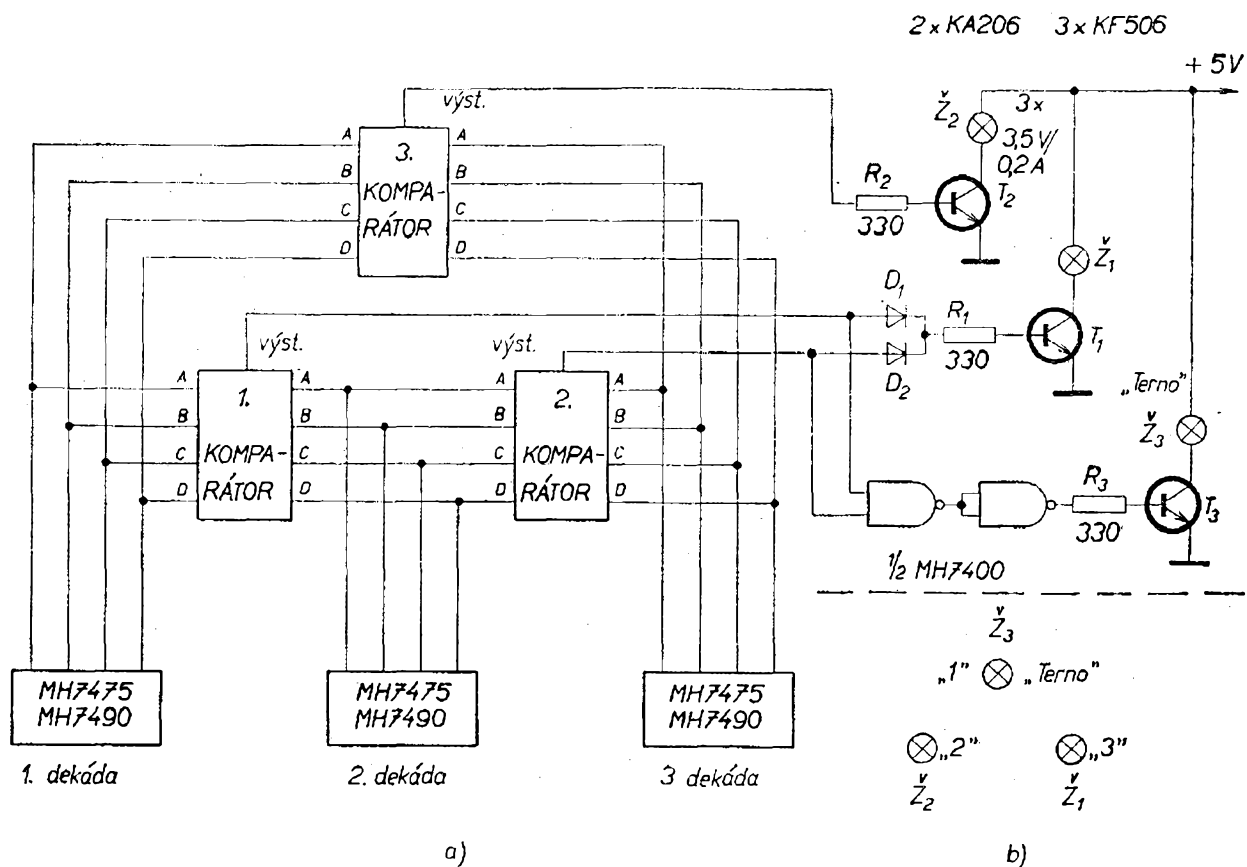 2 x KA206   3 x KF506
+ 5V
výst.
Ž2
3x
3,5 V/
0,2A
A
A
B
B
C
C
D
D
3.
KOMPA-
RÁTOR
R2
330
T2
Ž1
D1
D2
R1
330
T1
výst.
výst.
A
A
A
A
B
B
B
B
C
C
C
C
D
D
D
D
1.
KOMPA-
RÁTOR
2.
KOMPA-
RÁTOR
„Terno"
Ž3
R3
330
T3
1/2 MH7400
Ž3
„1"
„Terno"
„2"
„3"
Ž2
Ž1
MH7475
MH7490
MH7475
MH7490
MH7475
MH7490
1. dekáda
2. dekáda
3 dekáda
a)
b)